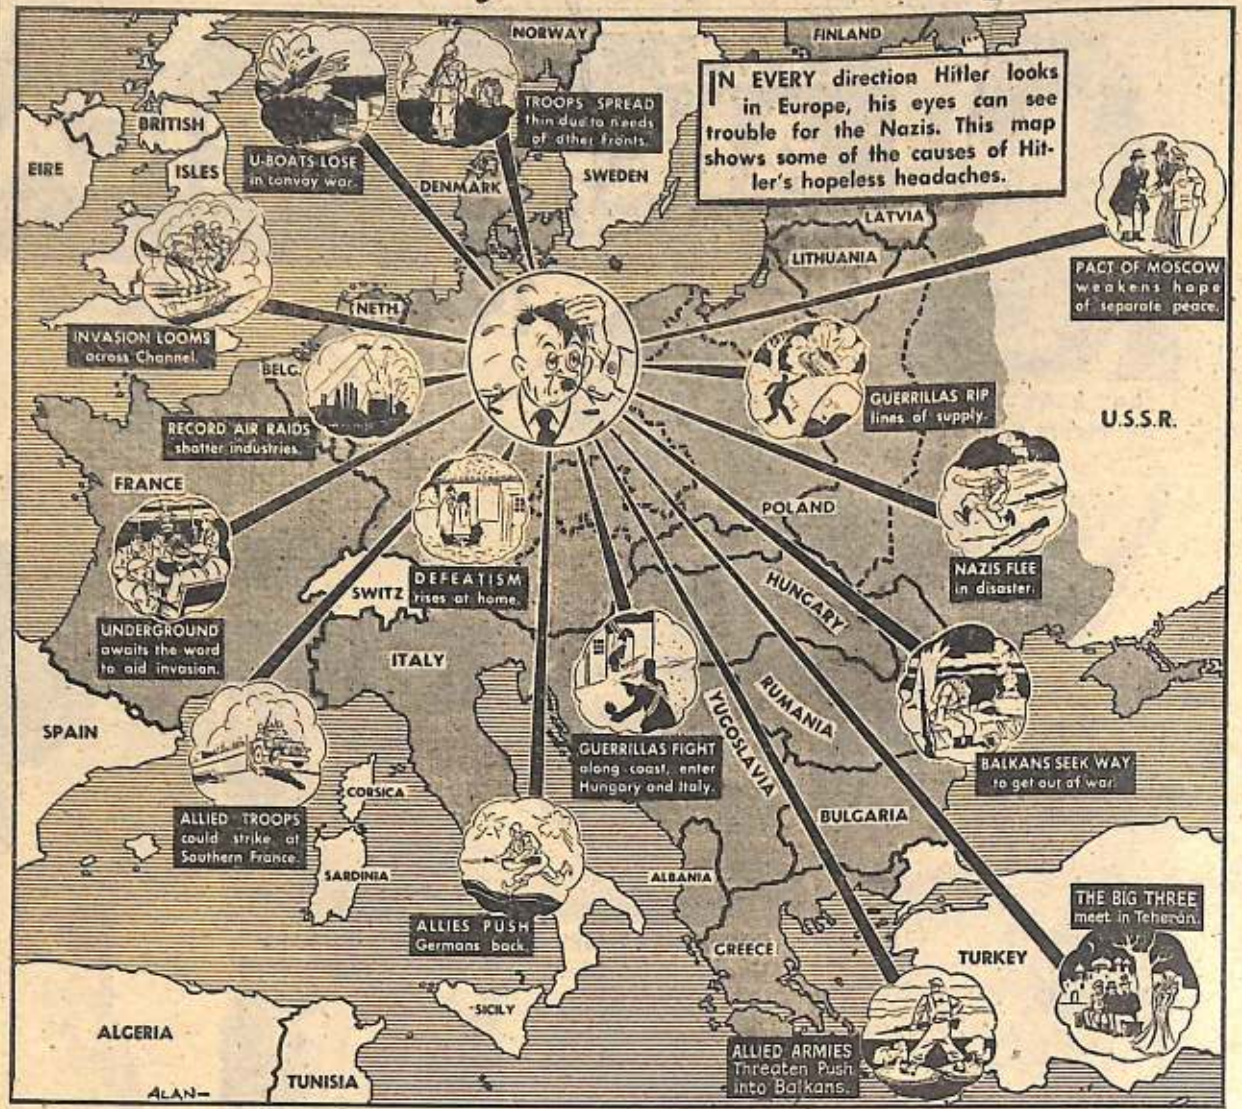 NORWAY
FINLAND
IN EVERY direction Hitler looks
in Europe, his eyes can see
trouble for the Nazis. This map
shows some of the causes of Hit-
ler's hopeless headaches.
TROOPS SPREAD
thin due to needs
of other fronts.
BRITISH
ISLES
EIRE
U-BOATS LOSE
in convoy war.
DENMARK
SWEDEN
LATVIA
LITHUANIA
PACT OF MOSCOW
weakens hope
of separate peace.
NETH
INVASION LOOMS
across Channel.
BELG.
RECORD AIR RAIDS
shatter industries.
GUERRILLAS RIP
lines of supply.
U.S.S.R.
FRANCE
POLAND
NAZIS FLEE
in disaster.
SWITZ
DEFEATISM
rises at home.
HUNGARY
UNDERGROUND
awaits the word
to aid invasion.
ITALY
RUMANIA
YUGOSLAVIA
SPAIN
GUERRILLAS FIGHT
along coast, enter
Hungary and Italy.
BALKANS SEEK WAY
to get out of war.
CORSICA
ALLIED TROOPS
could strike at
Southern France.
BULGARIA
SARDINIA
ALBANIA
THE BIG THREE
meet in Teheran.
ALLIES PUSH
Germans back.
GREECE
TURKEY
SICILY
ALGERIA
TUNISIA
ALLIED ARMIES
Threaten Push
into Balkans.
ALAN-